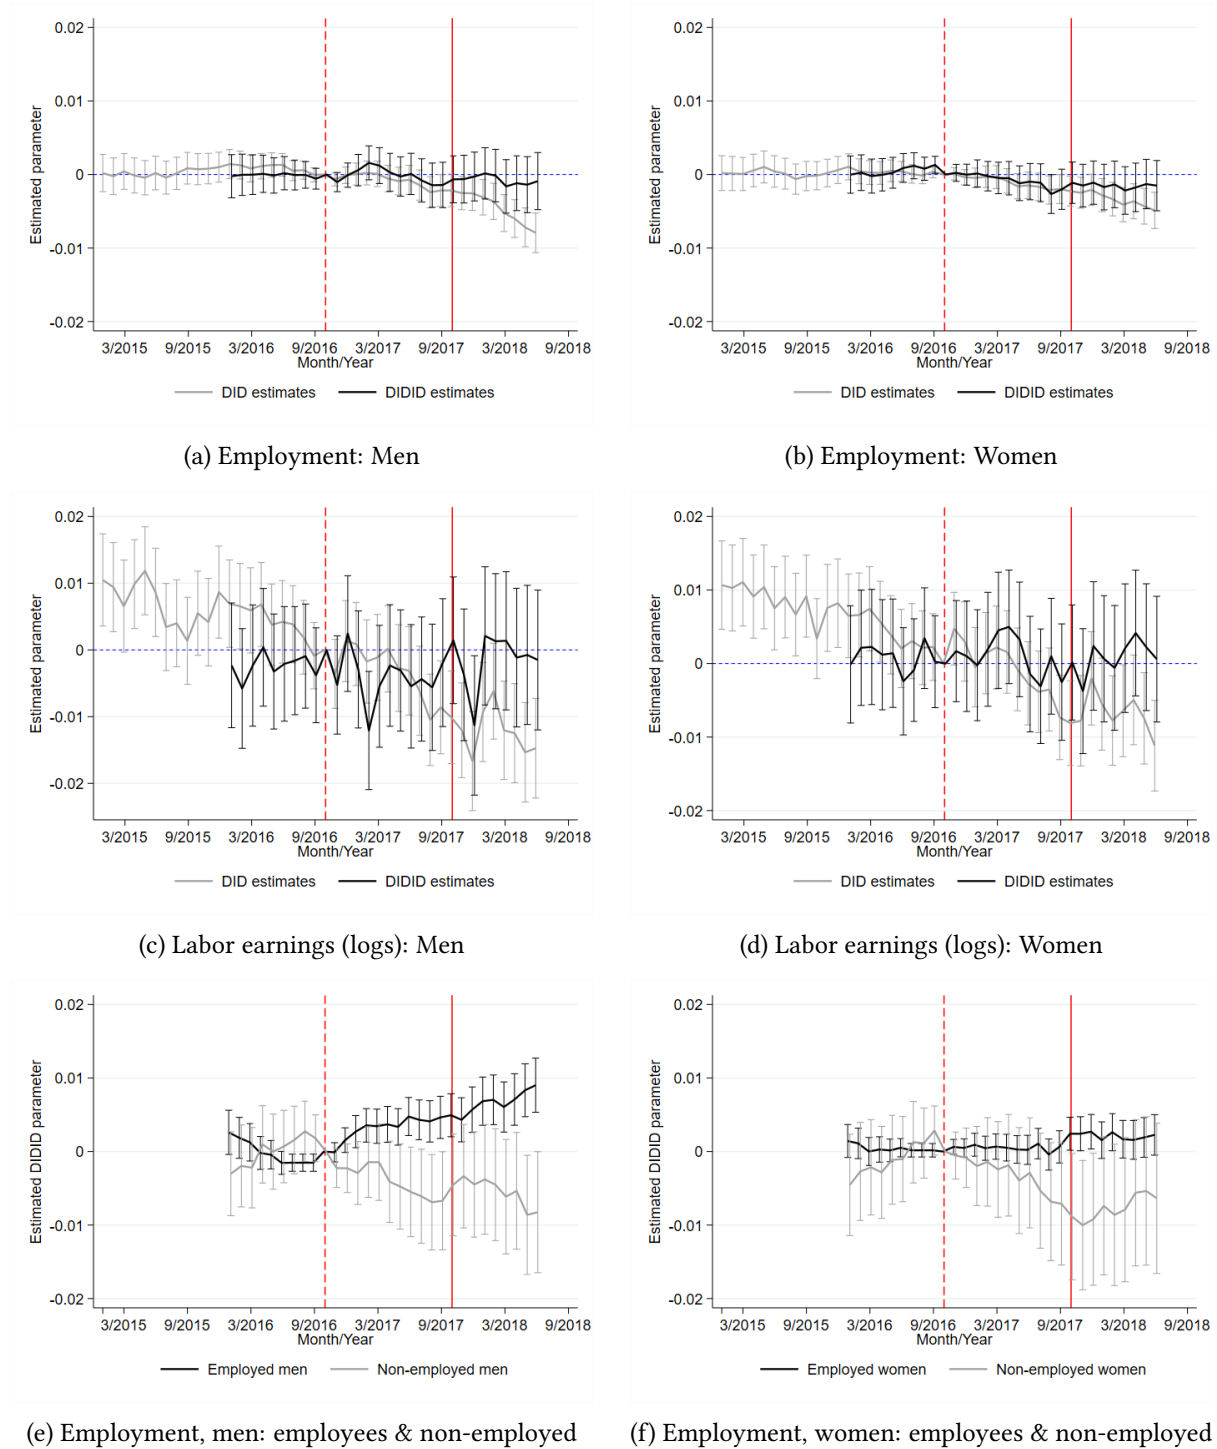 0.02
0.01
0
-0.01
-0.02
Estimated parameter
3/2015 9/2015 3/2016 9/2016 3/2017 9/2017 3/2018 9/2018
Month/Year
DID estimates DIDID estimates
(a) Employment: Men
0.02
0.01
0
-0.01
-0.02
Estimated parameter
3/2015 9/2015 3/2016 9/2016 3/2017 9/2017 3/2018 9/2018
Month/Year
DID estimates DIDID estimates
(b) Employment: Women
0.02
0.01
0
-0.01
-0.02
Estimated parameter
3/2015 9/2015 3/2016 9/2016 3/2017 9/2017 3/2018 9/2018
Month/Year
DID estimates DIDID estimates
(c) Labor earnings (logs): Men
0.02
0.01
0
-0.01
-0.02
Estimated parameter
3/2015 9/2015 3/2016 9/2016 3/2017 9/2017 3/2018 9/2018
Month/Year
DID estimates DIDID estimates
(d) Labor earnings (logs): Women
0.02
0.01
0
-0.01
-0.02
Estimated DIDID parameter
3/2015 9/2015 3/2016 9/2016 3/2017 9/2017 3/2018 9/2018
Month/Year
Employed men Non-employed men
(e) Employment, men: employees & non-employed
0.02
0.01
0
-0.01
-0.02
Estimated DIDID parameter
3/2015 9/2015 3/2016 9/2016 3/2017 9/2017 3/2018 9/2018
Month/Year
Employed women Non-employed women
(f) Employment, women: employees & non-employed